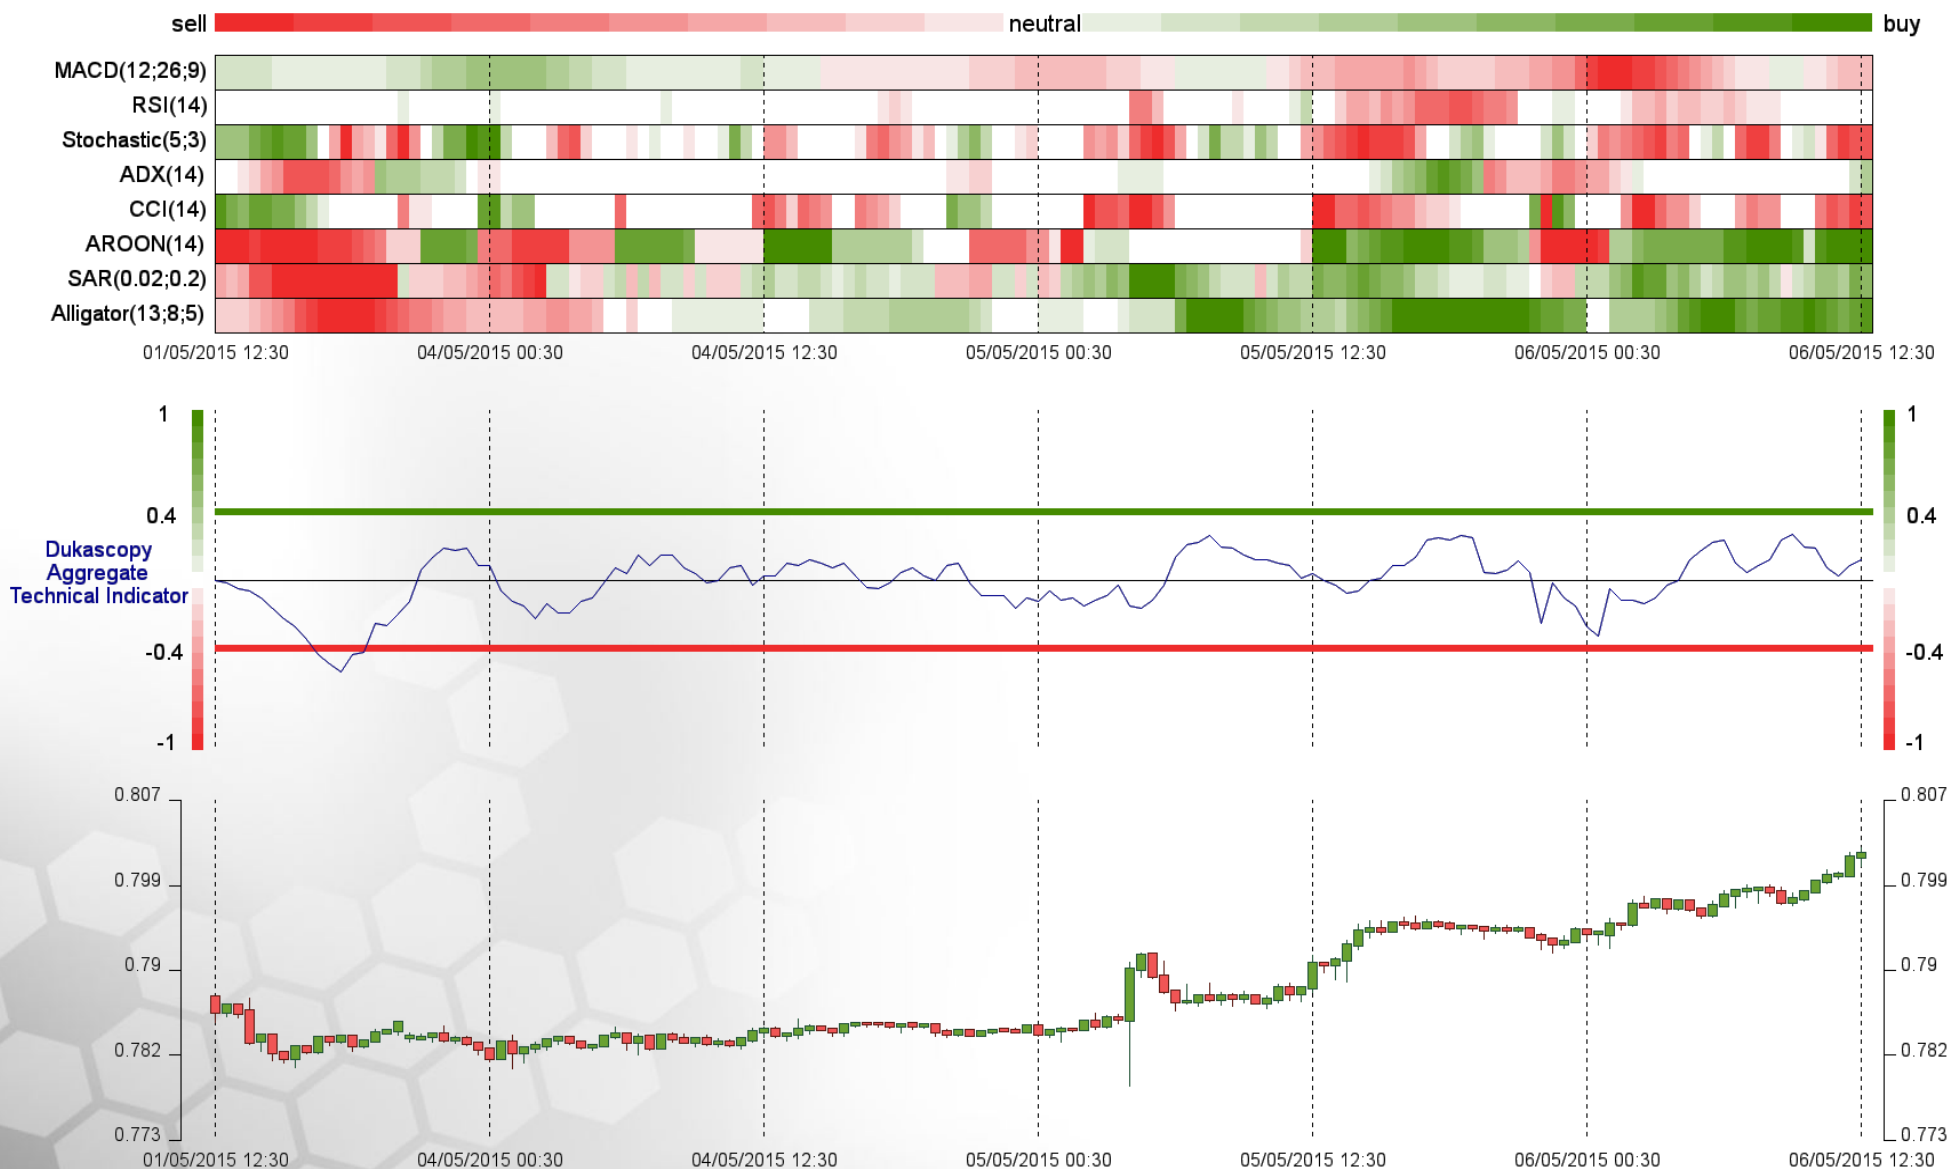 sell neutral buy
MACD(12;26;9)
RSI(14)
Stochastic(5;3)
ADX(14)
CCI(14)
AROON(14)
SAR(0.02;0.2)
Alligator(13;8;5)
01/05/2015 12:30 04/05/2015 00:30 04/05/2015 12:30 05/05/2015 00:30 05/05/2015 12:30 06/05/2015 00:30 06/05/2015 12:30
1 1
0.4 0.4
Dukascopy
Aggregate
Technical Indicator
-0.4 -0.4
-1 -1
0.807 0.807
0.799 0.799
0.79 0.79
0.782 0.782
0.773 0.773
01/05/2015 12:30 04/05/2015 00:30 04/05/2015 12:30 05/05/2015 00:30 05/05/2015 12:30 06/05/2015 00:30 06/05/2015 12:30